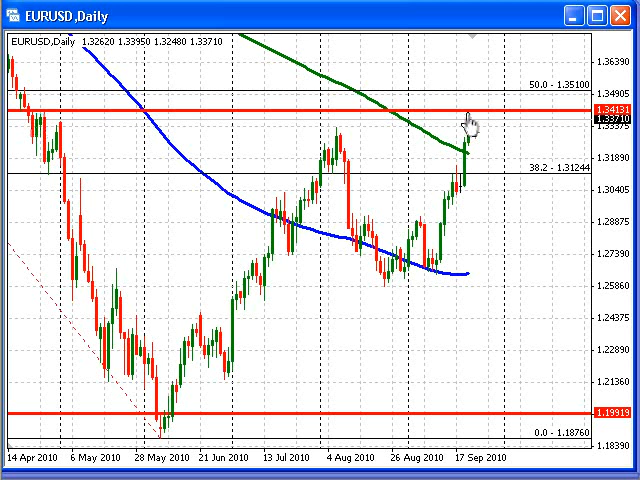 EURUSD,Daily
EURUSD,Daily 1.32620 1.33950 1.32480 1.33710
1.36390
50.0 - 1.35100
1.34905
1.34131
1.33710
1.33375
1.31890
38.2 - 1.31244
1.30405
1.28875
1.27390
1.25860
1.24375
1.22890
1.21360
1.19919
0.0 - 1.18760
1.18390
14 Apr 2010 6 May 2010 28 May 2010 21 Jun 2010 13 Jul 2010 4 Aug 2010 26 Aug 2010 17 Sep 2010